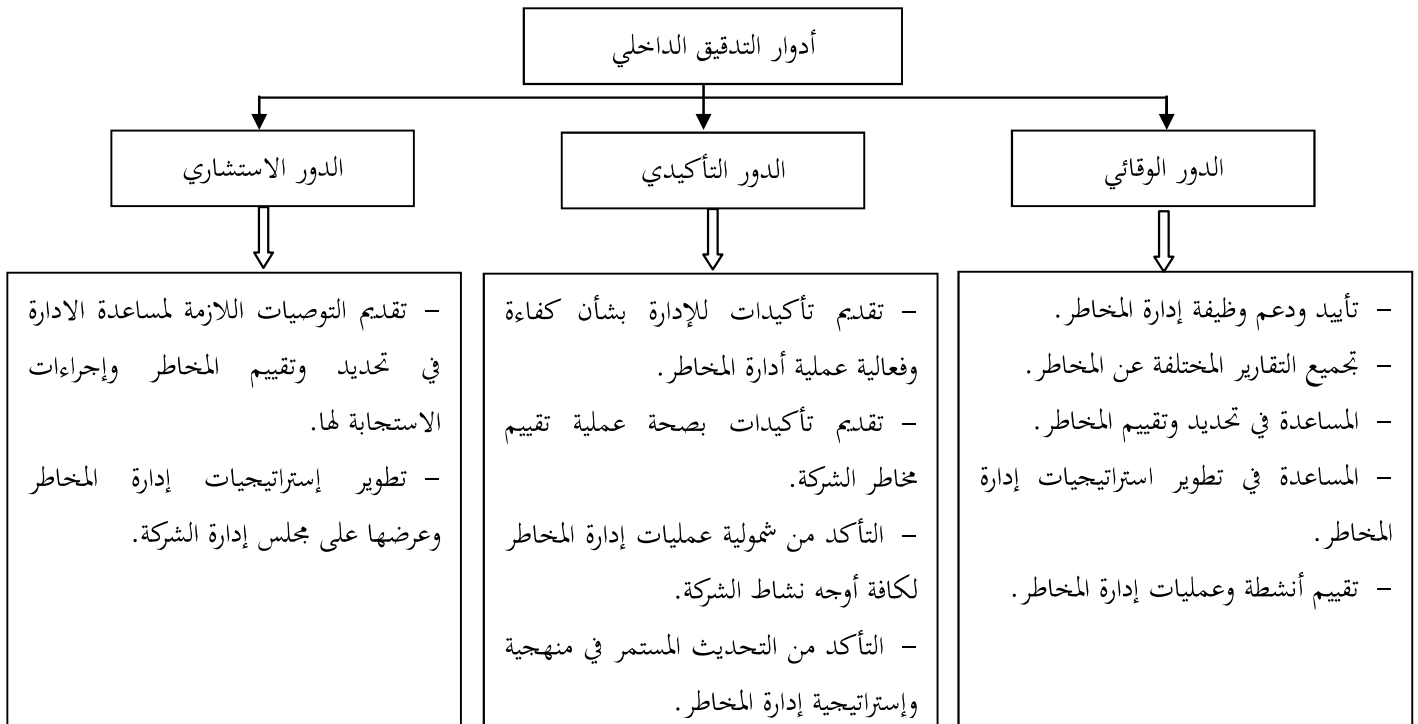 أدوار التدقيق الداخلي
الدور الوقائي
الدور التأكيدي
الدور الاستشاري
– تأييد ودعم وظيفة إدارة المخاطر.
– تجميع التقارير المختلفة عن المخاطر.
– المساعدة في تحديد وتقييم المخاطر.
– المساعدة في تطوير استراتيجيات إدارة
المخاطر.
– تقييم أنشطة وعمليات إدارة المخاطر.
– تقديم تأكيدات للإدارة بشأن كفاءة
وفعالية عملية أدارة المخاطر.
– تقديم تأكيدات بصحة عملية تقييم
مخاطر الشركة.
– التأكد من شمولية عمليات إدارة المخاطر
لكافة أوجه نشاط الشركة.
– التأكد من التحديث المستمر في منهجية
وإستراتيجية إدارة المخاطر.
– تقديم التوصيات اللازمة لمساعدة الادارة
في تحديد وتقييم المخاطر وإجراءات
الاستجابة لها.
– تطوير إستراتيجيات إدارة المخاطر
وعرضها على مجلس إدارة الشركة.